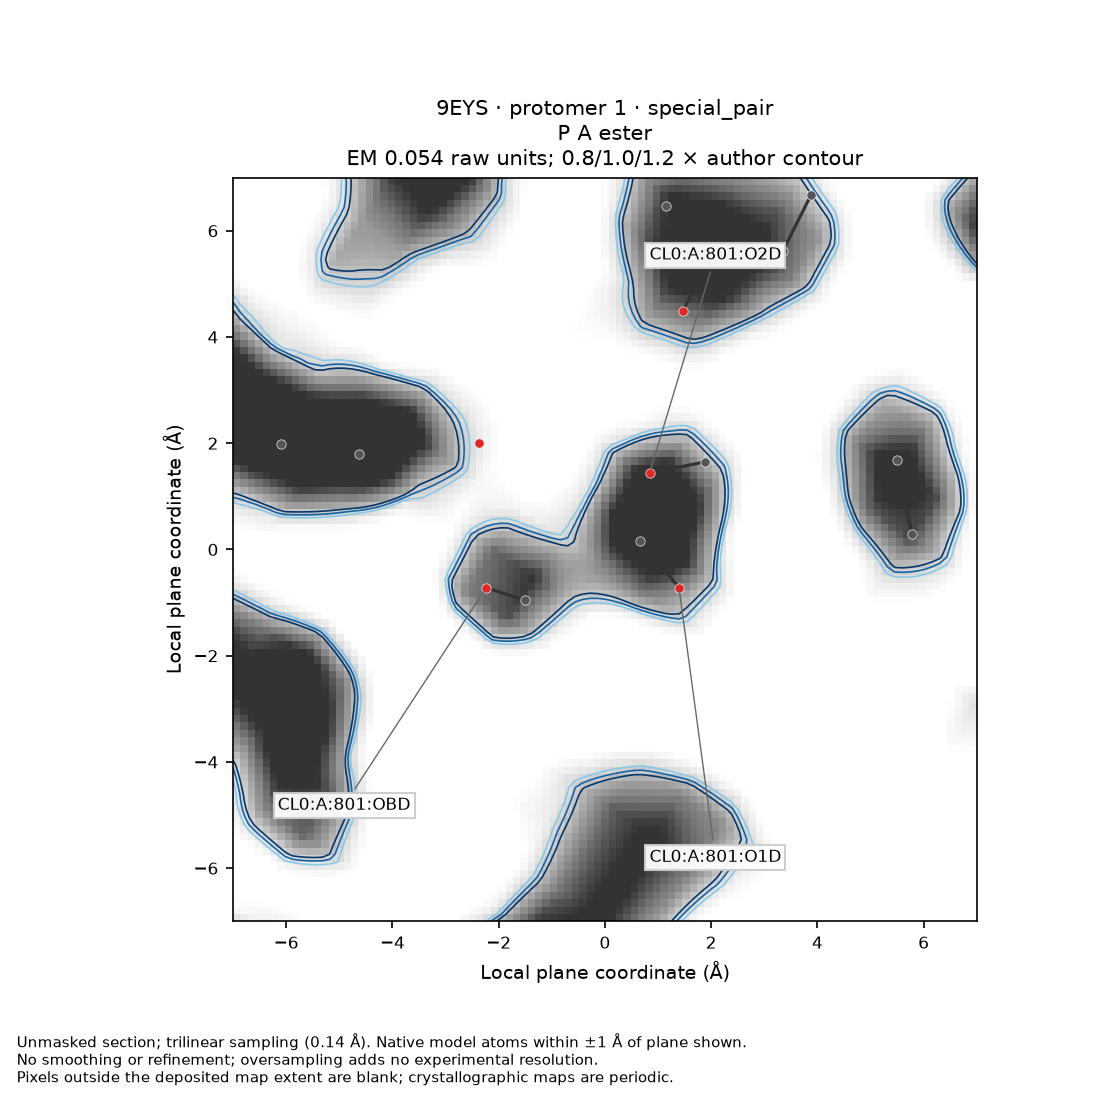 9EYS · protomer 1 · special_pair
P A ester
EM 0.054 raw units; 0.8/1.0/1.2 × author contour
6
4
2
0
−2
−4
−6
Local plane coordinate (Å)
CL0:A:801:O2D
CL0:A:801:OBD
CL0:A:801:O1D
−6 −4 −2 0 2 4 6
Local plane coordinate (Å)
Unmasked section; trilinear sampling (0.14 Å). Native model atoms within ±1 Å of plane shown.
No smoothing or refinement; oversampling adds no experimental resolution.
Pixels outside the deposited map extent are blank; crystallographic maps are periodic.